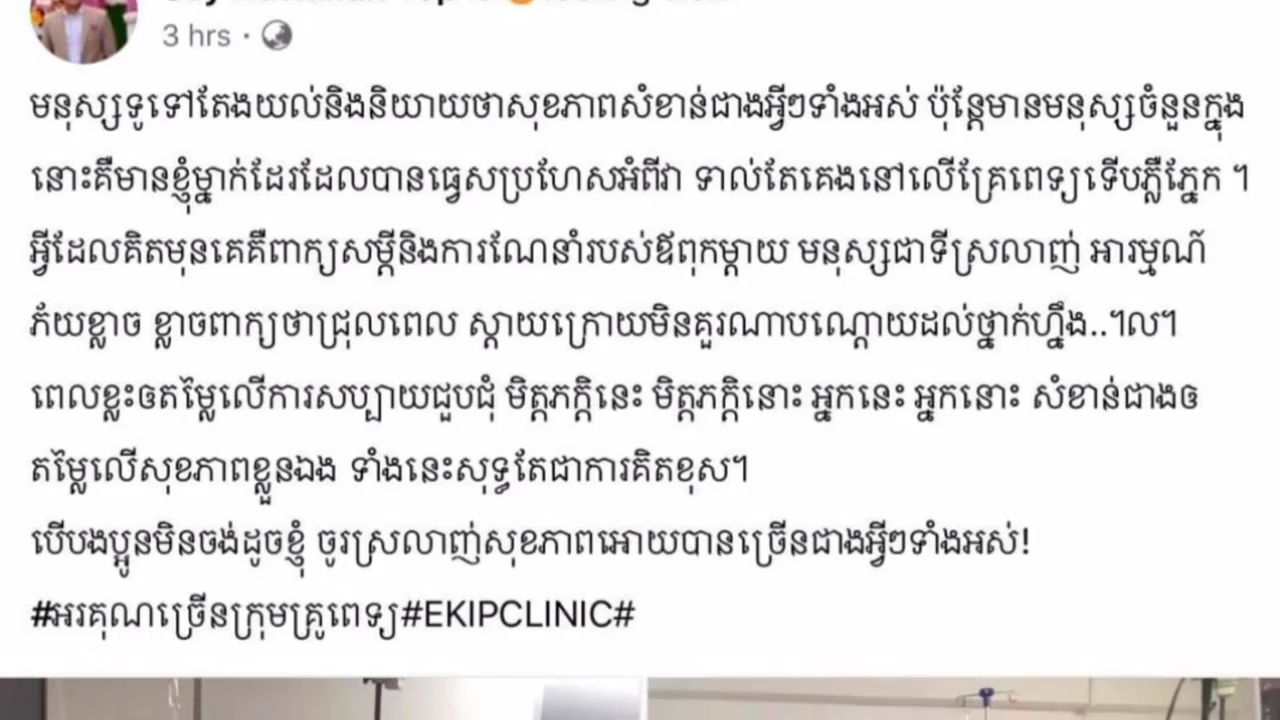 3 hrs ·
មនុស្សទូទៅតែងយល់និងនិយាយថាសុខភាពសំខាន់ជាងអ្វីៗទាំងអស់ ប៉ុន្តែមានមនុស្សចំនួនក្នុង
នោះគឺមានខ្ញុំម្នាក់ដែរដែលបានធ្វេសប្រហែសអំពីវា ទាល់តែគេងនៅលើគ្រែពេទ្យទើបភ្លឺភ្នែក ។
អ្វីដែលគិតមុនគេគឺពាក្យសម្តីនិងការណែនាំរបស់ឪពុកម្តាយ មនុស្សជាទីស្រលាញ់ អារម្មណ៍
ភ័យខ្លាច ខ្លាចពាក្យថាជ្រុលពេល ស្តាយក្រោយមិនគួរណាបណ្តោយដល់ថ្នាក់ហ្នឹង..។ល។
ពេលខ្លះឲតម្លៃលើការសប្បាយជួបជុំ មិត្តភក្តិនេះ មិត្តភក្តិនោះ អ្នកនេះ អ្នកនោះ សំខាន់ជាងឲ
តម្លៃលើសុខភាពខ្លួនឯង ទាំងនេះសុទ្ធតែជាការគិតខុស។
បើបងប្អូនមិនចង់ដូចខ្ញុំ ចូរស្រលាញ់សុខភាពអោយបានច្រើនជាងអ្វីៗទាំងអស់!
#អរគុណច្រើនក្រុមគ្រូពេទ្យ#EKIPCLINIC#